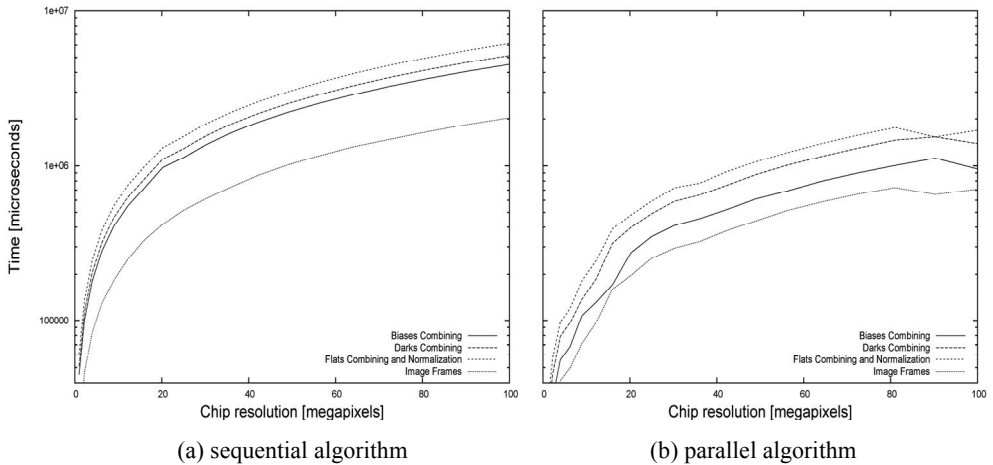 1e+07
1e+06
100000
Time [microseconds]
Biases Combining
Darks Combining
Flats Combining and Normalization
Image Frames
0 20 40 60 80 100
Chip resolution [megapixels]
(a) sequential algorithm
Biases Combining
Darks Combining
Flats Combining and Normalization
Image Frames
0 20 40 60 80 100
Chip resolution [megapixels]
(b) parallel algorithm